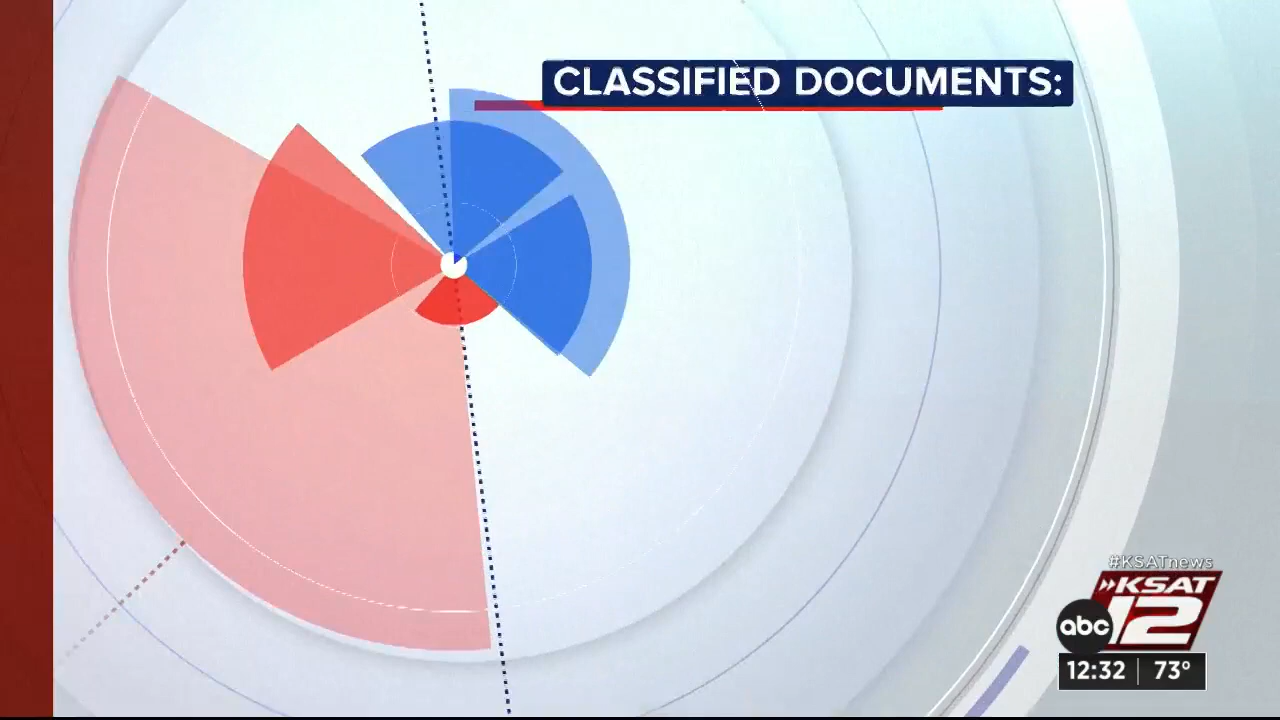 CLASSIFIED DOCUMENTS:
#KSATnews
KSAT
12
abc
12:32 73°